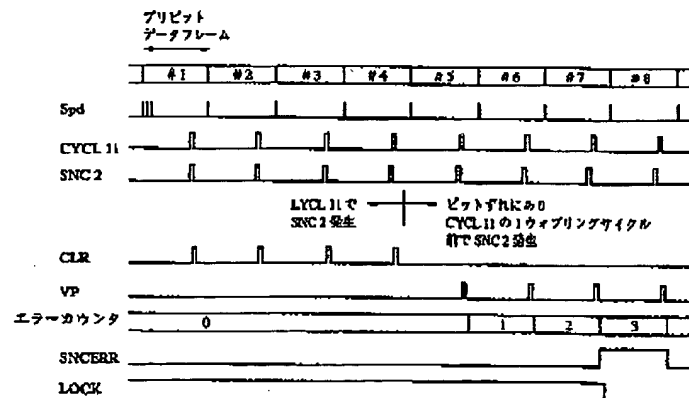 プリピット
データフレーム
#1 #2 #3 #4 #5 #6 #7 #8
Spd
CYCL 11
SNC 2
CYCL 11で
SNC 2 発生
ビットずれにあり
CYCL 11の1ウォブリングサイクル
前でSNC 2 発生
CLR
VP
エラーカウンタ 0 1 2 3
SNCERR
LOCK